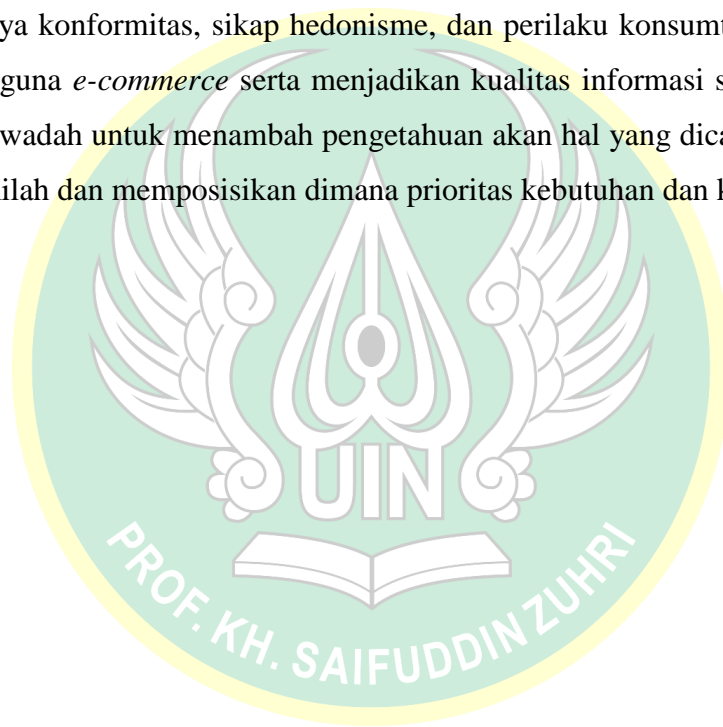 ya konformitas, sikap hedonisme, dan perilaku konsumt
guna e-commerce serta menjadikan kualitas informasi s
wadah untuk menambah pengetahuan akan hal yang dica
ilah dan memposisikan dimana prioritas kebutuhan dan k
UIN
PROF. KH. SAIFUDDIN ZUHRI